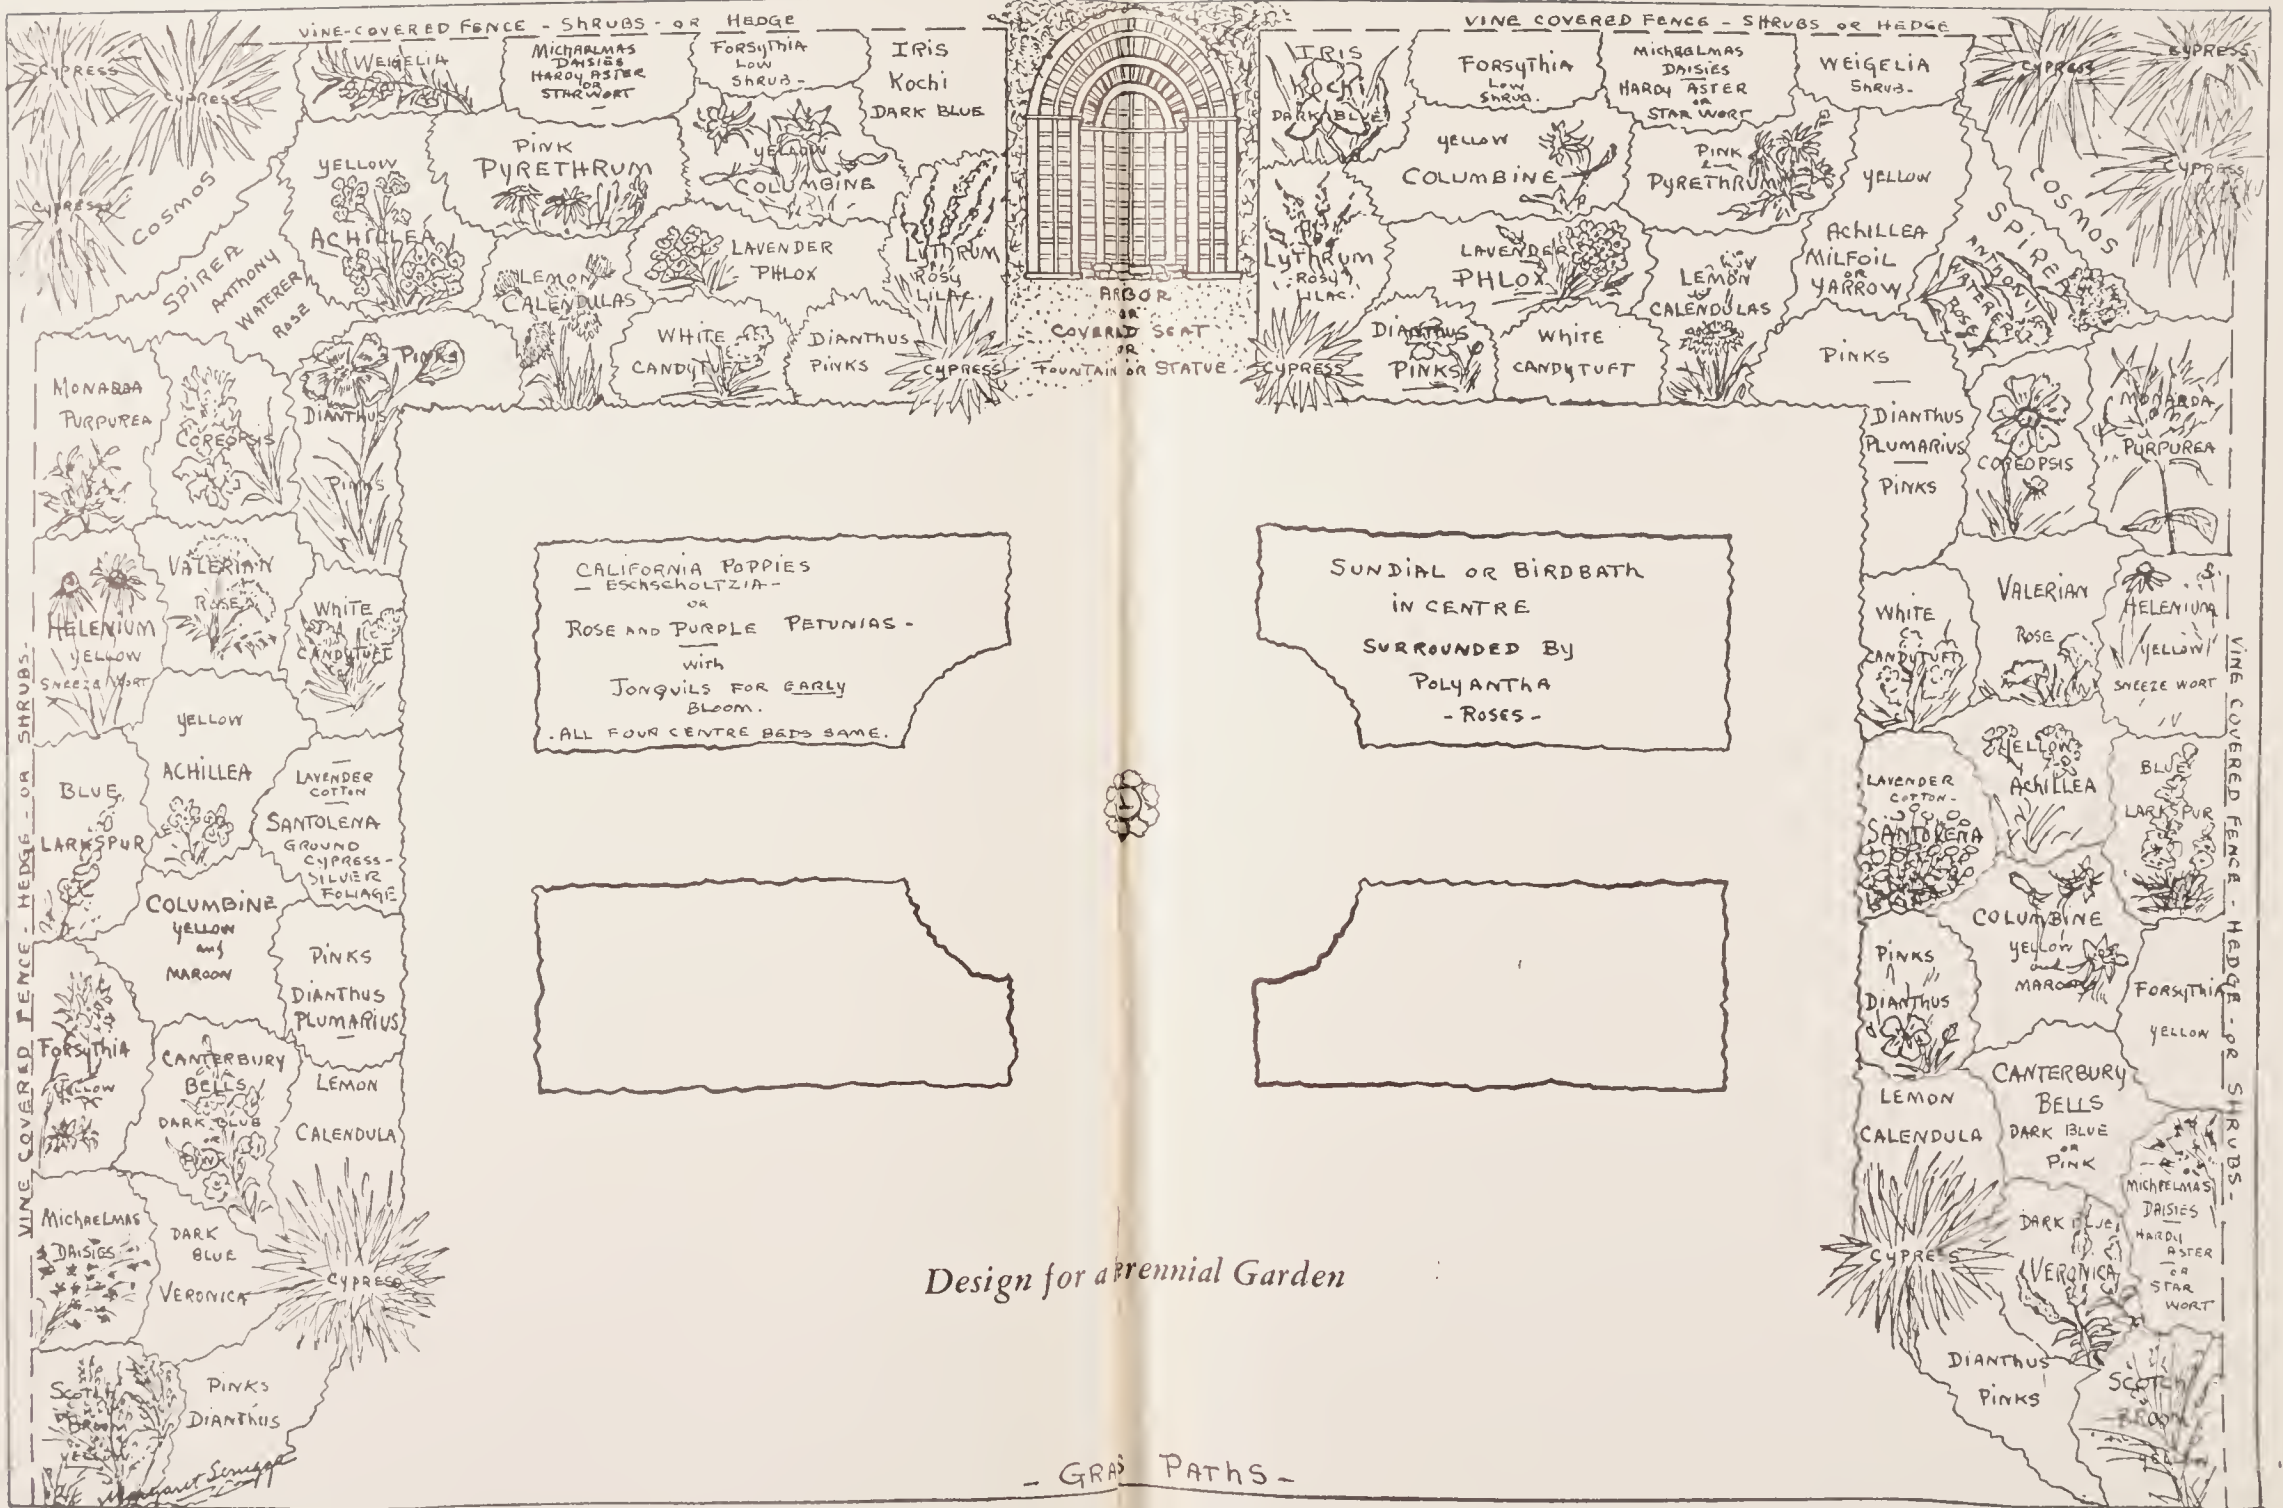 VINE-COVERED FENCE - SHRUBS - OR HEDGE
VINE COVERED FENCE - SHRUBS OR HEDGE
CYPRESS
CYPRESS
CYPRESS
COSMOS
SPIREA
ANTHONY
WATERER
ROSE
WEIGELIA
MICHAELMAS
DAISIES
HARDY ASTER
OR
STAR WORT
FORSYTHIA
LOW
SHRUB-
IRIS
KOCHI
DARK BLUE
YELLOW
ACHILLEA
PINK
PYRETHRUM
YELLOW
COLUMBINE
LYTHRUM
ROSY
LILAC
LEMON
CALENDULAS
LAVENDER
PHLOX
WHITE
CANDYTUFT
DIANTHUS
PINKS
CYPRESS
ARBOR
OR
COVERED SEAT
OR
FOUNTAIN OR STATUE
IRIS
KOCHI
DARK BLUE
FORSYTHIA
LOW
SHRUB.
MICHAELMAS
DAISIES
HARDY ASTER
OR
STAR WORT
WEIGELIA
SHRUB-
CYPRESS
CYPRESS
CYPRESS
COSMOS
SPIREA
ANTHONY
WATERER
ROSE
YELLOW
COLUMBINE
PINK
PYRETHRUM
YELLOW
ACHILLEA
MILFOIL
OR
YARROW
LYTHRUM
ROSY
LILAC.
LAVENDER
PHLOX
LEMON
CALENDULAS
CYPRESS
DIANTHUS
PINKS
WHITE
CANDYTUFT
PINKS
DIANTHUS
PLUMARIUS
PINKS
COREOPSIS
MONARDA
PURPUREA
PINKS
DIANTHUS
PINKS
COREOPSIS
MONARDA
PURPUREA
HELENIUM
YELLOW
SNEEZE WORT
VALERIAN
ROSE
WHITE
CANDYTUFT
YELLOW
ACHILLEA
BLUE
LARKSPUR
LAVENDER
COTTON
SANTOLENA
GROUND
CYPRESS-
SILVER
FOLIAGE
COLUMBINE
YELLOW
and
MAROON
PINKS
DIANTHUS
PLUMARIUS
FORSYTHIA
YELLOW
CANTERBURY
BELLS
DARK BLUE
OR
PINK
LEMON
CALENDULA
MICHAELMAS
DAISIES
DARK
BLUE
VERONICA
CYPRESS
SCOTCH
BROOM
YELLOW
PINKS
DIANTHUS
VINE COVERED FENCE - HEDGE - OR SHRUBS-
CALIFORNIA POPPIES
- ESCHSCHOLTZIA -
OR
ROSE AND PURPLE PETUNIAS -
with
JONQUILS FOR EARLY
BLOOM.
. ALL FOUR CENTRE BEDS SAME.
SUNDIAL OR BIRDBATH
IN CENTRE
SURROUNDED BY
POLYANTHA
- ROSES -
WHITE
CANDYTUFT
VALERIAN
ROSE
HELENIUM
YELLOW
SNEEZE WORT
LAVENDER
COTTON-
SANTOLENA
YELLOW
ACHILLEA
BLUE
LARKSPUR
PINKS
DIANTHUS
COLUMBINE
YELLOW
and
MAROON
FORSYTHIA
YELLOW
LEMON
CALENDULA
CANTERBURY
BELLS
DARK BLUE
OR
PINK
MICHAELMAS
DAISIES
HARDY
ASTER
OR
STAR
WORT
CYPRESS
DARK BLUE
VERONICA
DIANTHUS
PINKS
SCOTCH
BROOM
YELLOW
VINE COVERED FENCE - HEDGE - OR SHRUBS-
Design for a erennial Garden
- GRAS PATHS -
Margaret